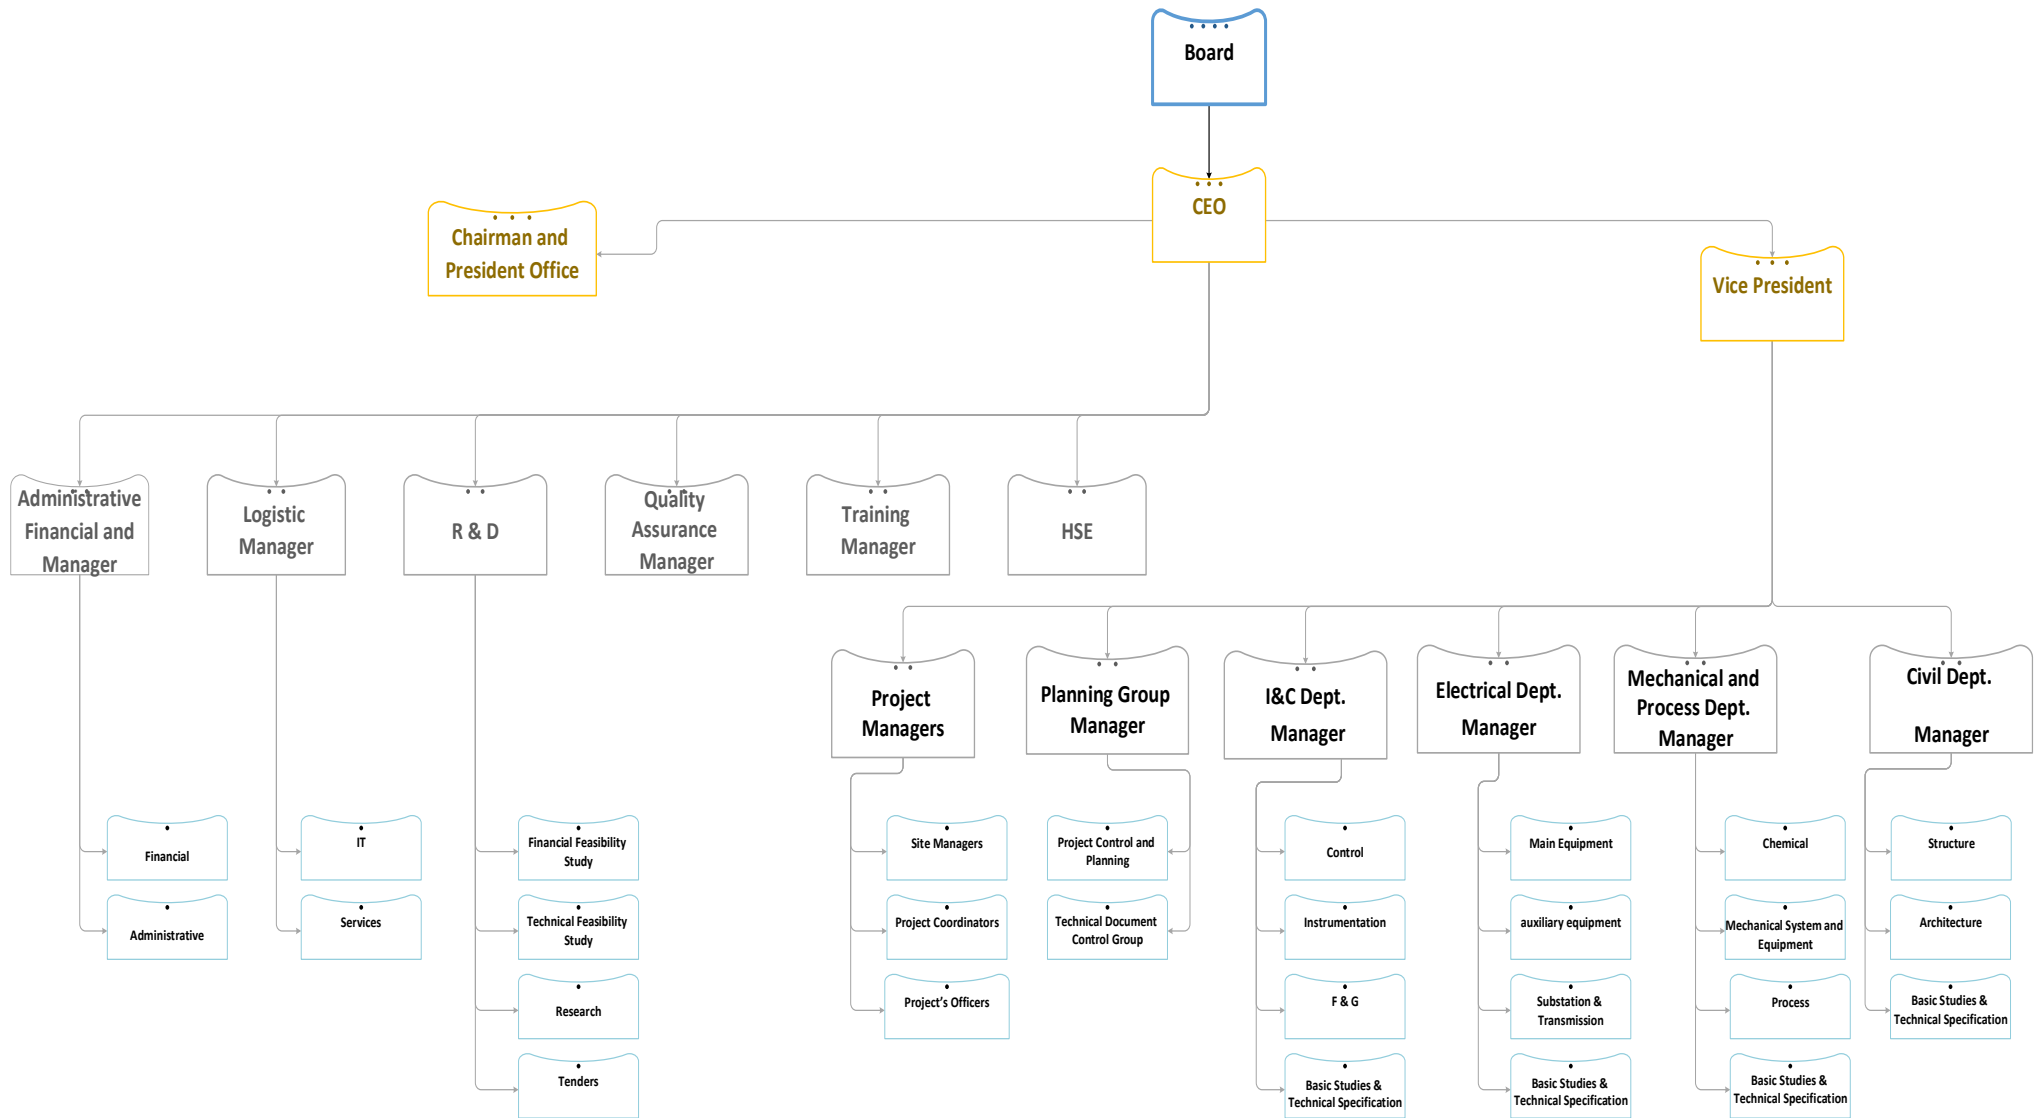 Board
CEO
Chairman and
President Office
Vice President
Administrative
Financial and
Manager
Logistic
Manager
R & D
Quality
Assurance
Manager
Training
Manager
HSE
Project
Managers
Planning Group
Manager
I&C Dept.
Manager
Electrical Dept.
Manager
Mechanical and
Process Dept.
Manager
Civil Dept.
Manager
Financial
Administrative
IT
Services
Financial Feasibility
Study
Technical Feasibility
Study
Research
Tenders
Site Managers
Project Coordinators
Project's Officers
Project Control and
Planning
Technical Document
Control Group
Control
Instrumentation
F & G
Basic Studies &
Technical Specification
Main Equipment
auxiliary equipment
Substation &
Transmission
Basic Studies &
Technical Specification
Chemical
Mechanical System and
Equipment
Process
Basic Studies &
Technical Specification
Structure
Architecture
Basic Studies &
Technical Specification